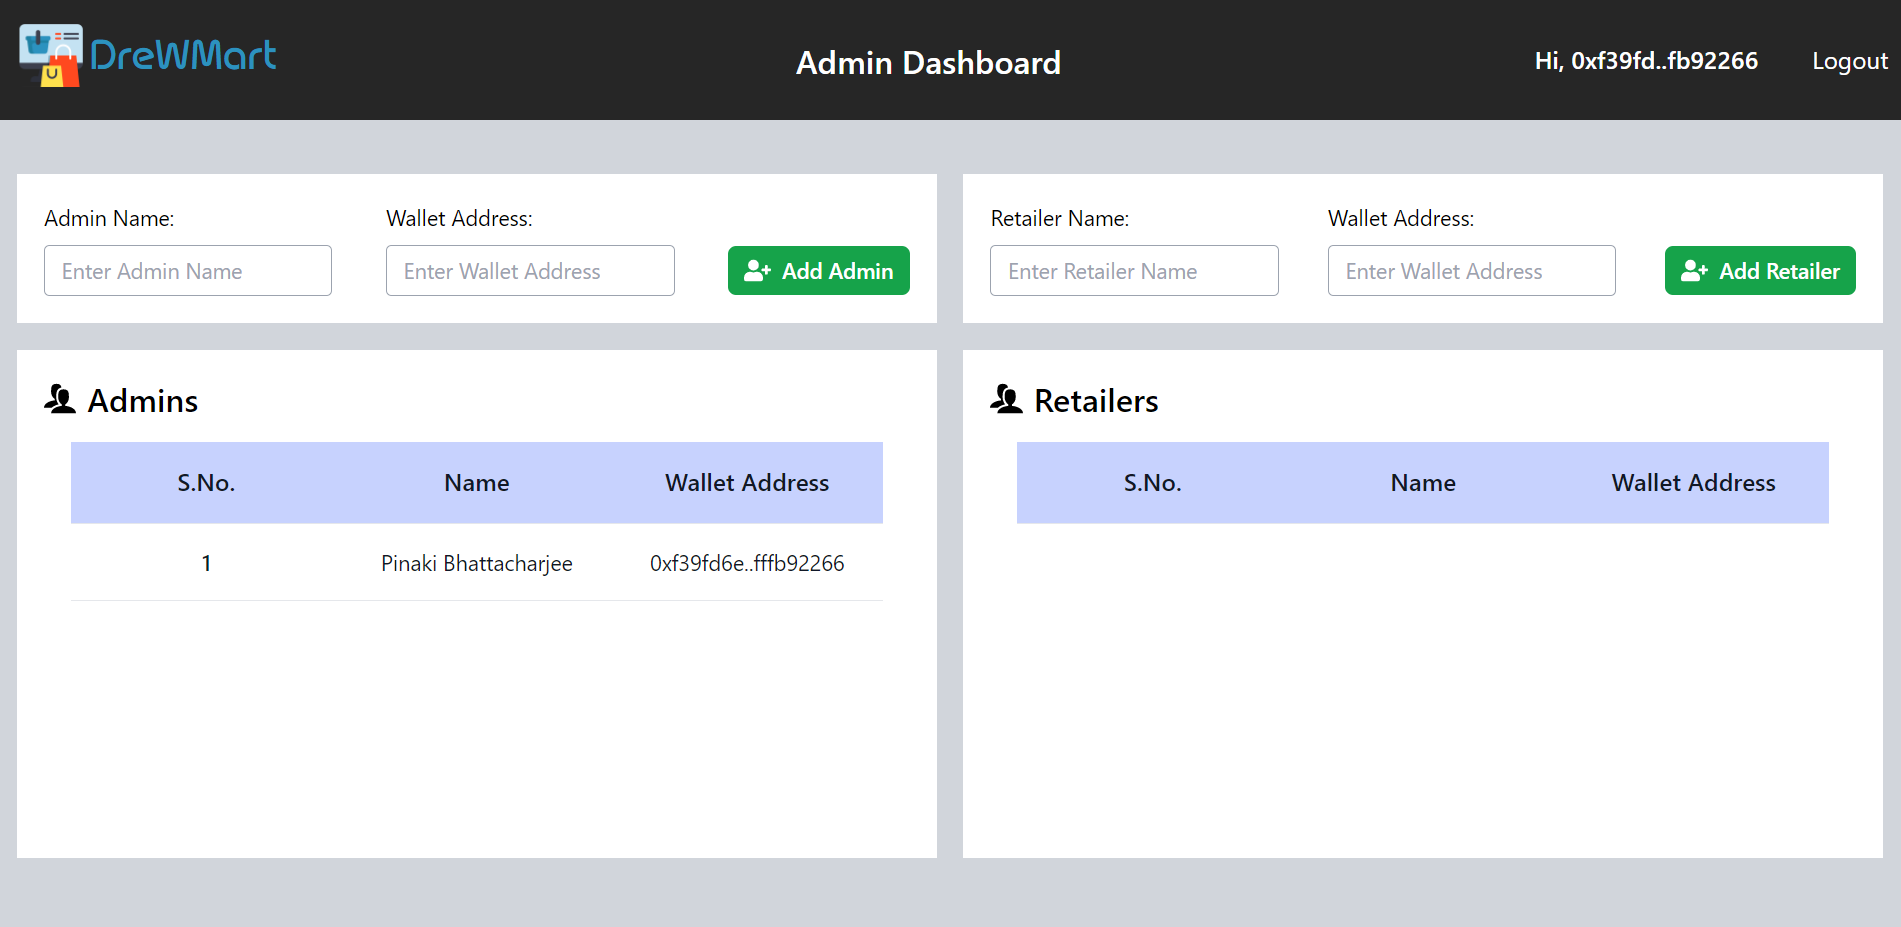 DreWMart
Admin Dashboard
Hi, 0xf39fd..fb92266
Logout
Admin Name:
Wallet Address:
Enter Admin Name
Enter Wallet Address
Add Admin
Retailer Name:
Wallet Address:
Enter Retailer Name
Enter Wallet Address
Add Retailer
Admins
S.No. Name Wallet Address
1 Pinaki Bhattacharjee 0xf39fd6e..fffb92266
Retailers
S.No. Name Wallet Address